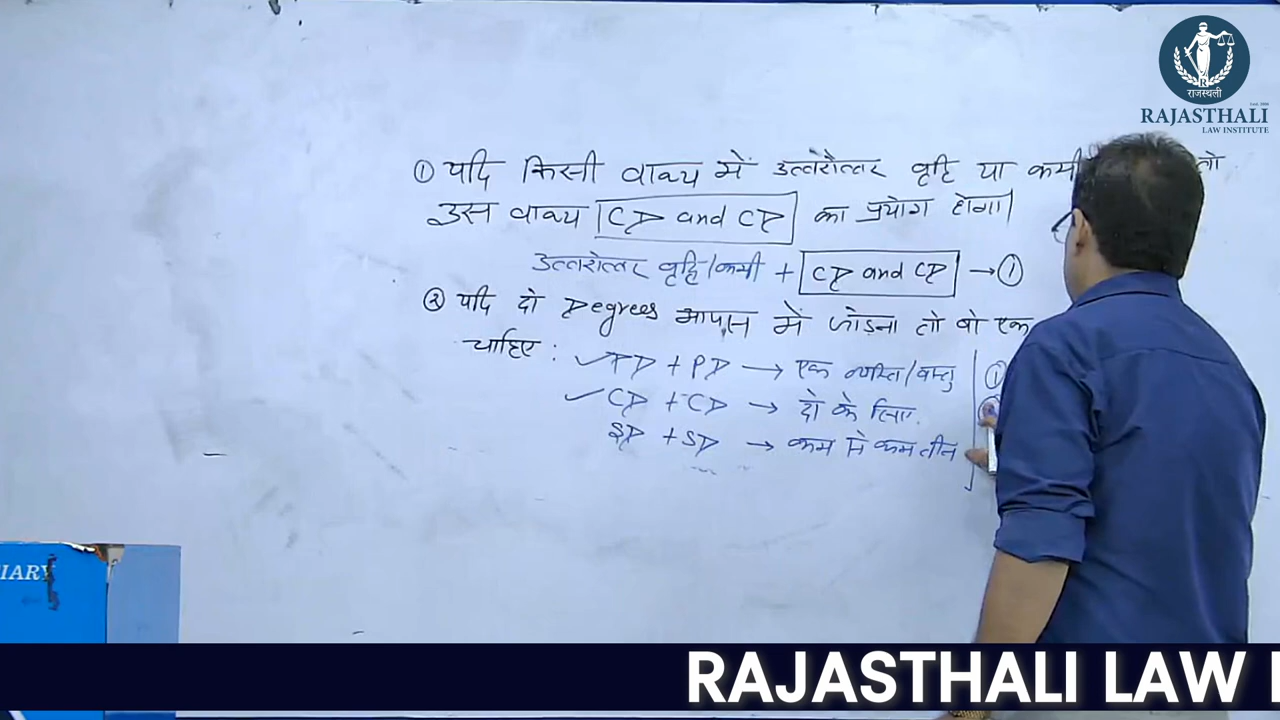 राजस्थली
Estd. 2005
RAJASTHALI
LAW INSTITUTE
① यदि किसी वाक्य में उत्तरोत्तर वृद्धि या कमी तो
उस वाक्य CD and CD का प्रयोग होगा।
उत्तरोत्तर वृद्धि/कमी + CD and CD → ①
② यदि दो Degrees आपस में जोड़ना तो वो एक
चाहिए :
✓ PD + PD → एक व्यक्ति/वस्तु ①
✓ CD + CD → दो के लिए.
SD + SD → कम से कम तीन
IARY
RAJASTHALI LAW I